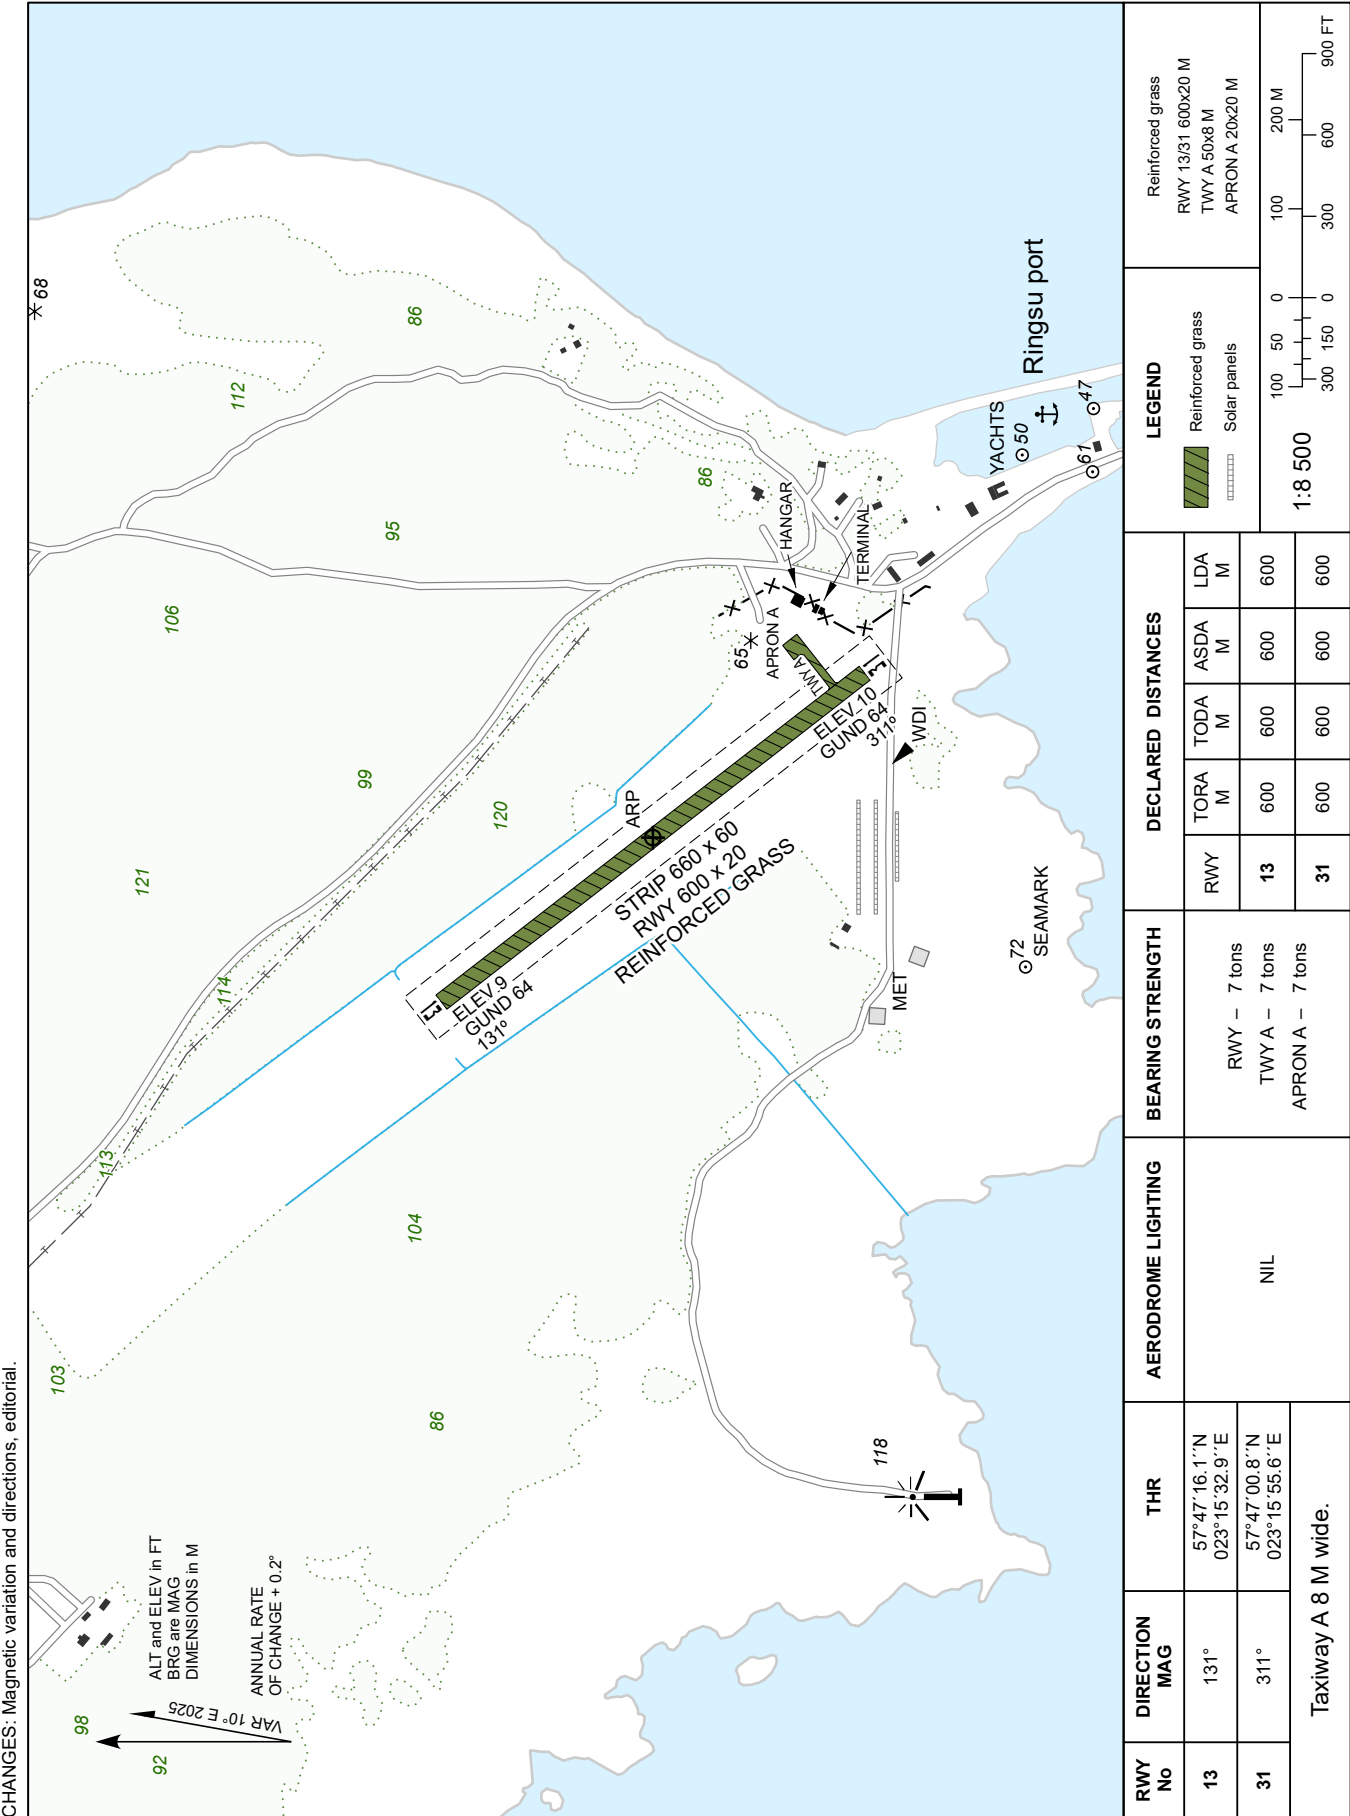 CHANGES: Magnetic variation and directions, editorial.
98
92
VAR 10° E 2025
ALT and ELEV in FT
BRG are MAG
DIMENSIONS in M
ANNUAL RATE
OF CHANGE + 0.2°
103
113
114
121
106
99
120
104
86
95
112
86
86
68
65
118
13
ELEV 9
GUND 64
131°
STRIP 660 x 60
RWY 600 x 20
REINFORCED GRASS
ARP
ELEV 10
GUND 64
311°
31
TWY A
APRON A
HANGAR
TERMINAL
WDI
MET
72
SEAMARK
YACHTS
50
Ringsu port
47
61
RWY
No
DIRECTION
MAG
THR
13
131°
57°47´16.1´´N
023°15´32.9´´E
31
311°
57°47´00.8´´N
023°15´55.6´´E
Taxiway A 8 M wide.
AERODROME LIGHTING
NIL
BEARING STRENGTH
RWY – 7 tons
TWY A – 7 tons
APRON A – 7 tons
DECLARED DISTANCES
RWY TORA M TODA M ASDA M LDA M
13 600 600 600 600
31 600 600 600 600
LEGEND
Reinforced grass
Solar panels
Reinforced grass
RWY 13/31 600x20 M
TWY A 50x8 M
APRON A 20x20 M
1:8 500
100 50 0 100 200 M
300 150 0 300 600 900 FT